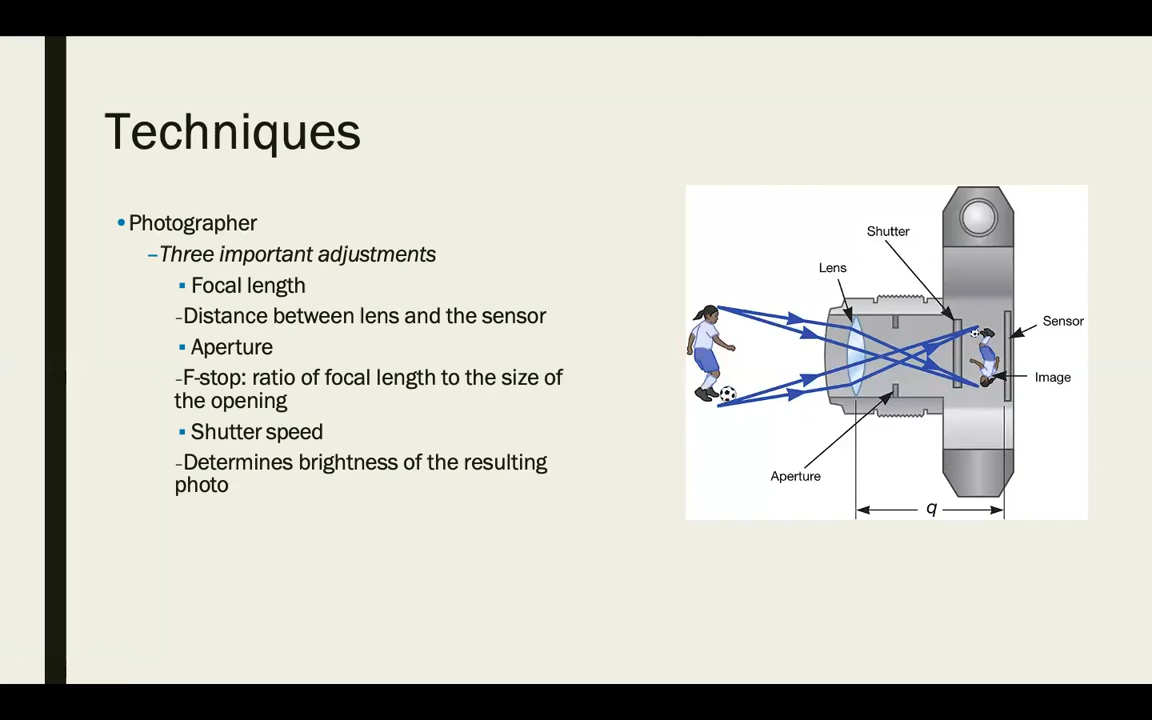 Techniques
•Photographer
–Three important adjustments
▪ Focal length
-Distance between lens and the sensor
▪ Aperture
-F-stop: ratio of focal length to the size of
the opening
▪ Shutter speed
-Determines brightness of the resulting
photo
Shutter
Lens
Sensor
Image
Aperture
q